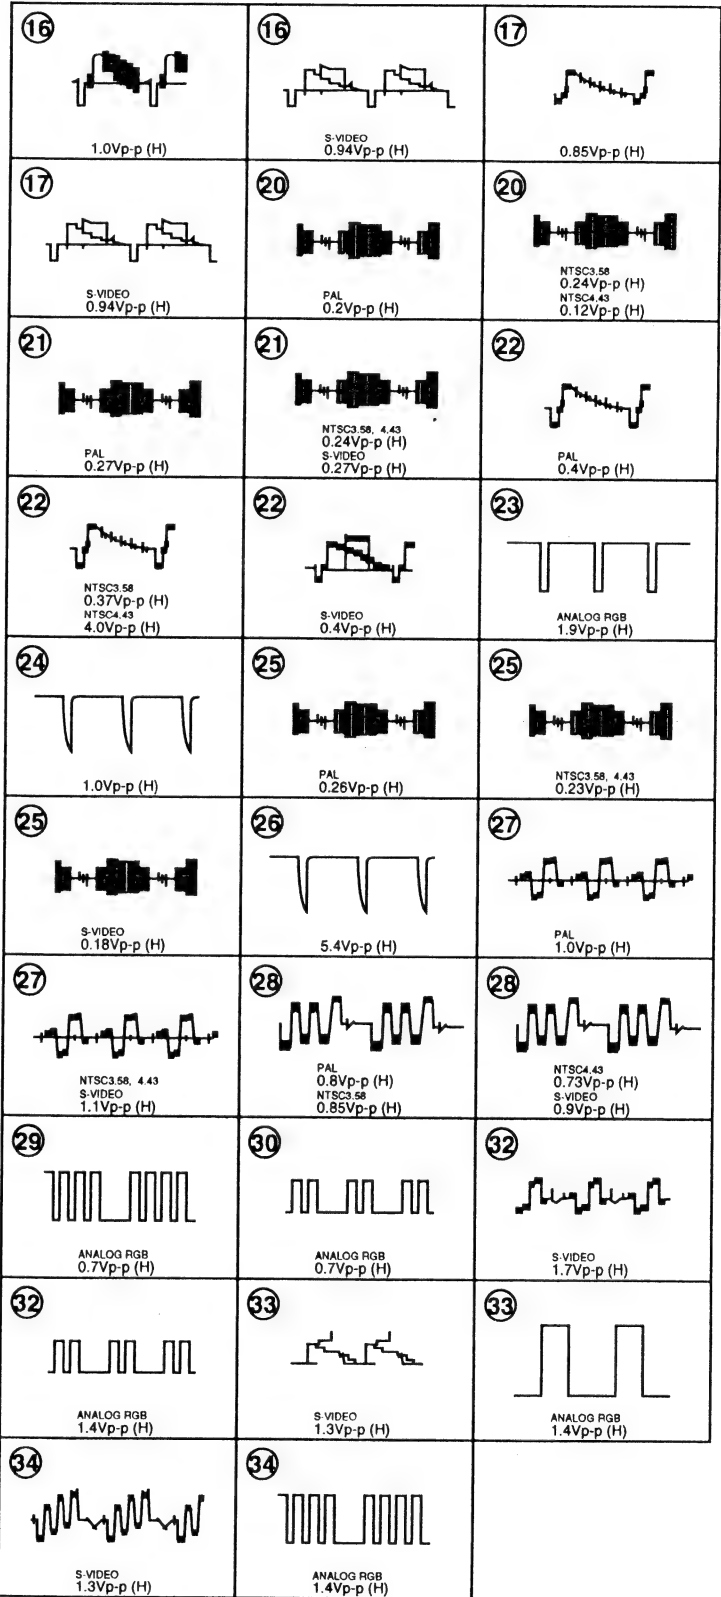 16
1.0Vp-p (H)
16
S-VIDEO
0.94Vp-p (H)
17
0.85Vp-p (H)
17
S-VIDEO
0.94Vp-p (H)
20
PAL
0.2Vp-p (H)
20
NTSC3.58
0.24Vp-p (H)
NTSC4.43
0.12Vp-p (H)
21
PAL
0.27Vp-p (H)
21
NTSC3.58, 4.43
0.24Vp-p (H)
S-VIDEO
0.27Vp-p (H)
22
PAL
0.4Vp-p (H)
22
NTSC3.58
0.37Vp-p (H)
NTSC4.43
4.0Vp-p (H)
22
S-VIDEO
0.4Vp-p (H)
23
ANALOG RGB
1.9Vp-p (H)
24
1.0Vp-p (H)
25
PAL
0.26Vp-p (H)
25
NTSC3.58, 4.43
0.23Vp-p (H)
25
S-VIDEO
0.18Vp-p (H)
26
5.4Vp-p (H)
27
PAL
1.0Vp-p (H)
27
NTSC3.58, 4.43
S-VIDEO
1.1Vp-p (H)
28
PAL
0.8Vp-p (H)
NTSC3.58
0.85Vp-p (H)
28
NTSC4.43
0.73Vp-p (H)
S-VIDEO
0.9Vp-p (H)
29
ANALOG RGB
0.7Vp-p (H)
30
ANALOG RGB
0.7Vp-p (H)
32
S-VIDEO
1.7Vp-p (H)
32
ANALOG RGB
1.4Vp-p (H)
33
S-VIDEO
1.3Vp-p (H)
33
ANALOG RGB
1.4Vp-p (H)
34
S-VIDEO
1.3Vp-p (H)
34
ANALOG RGB
1.4Vp-p (H)